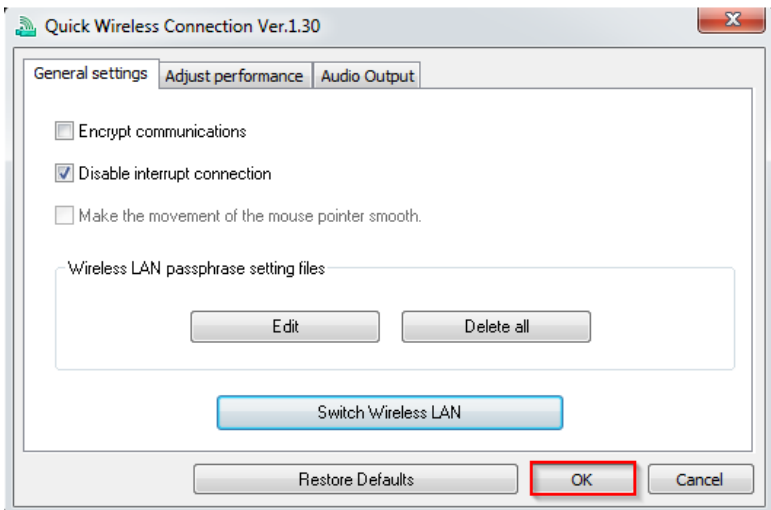 Quick Wireless Connection Ver.1.30
General settings Adjust performance Audio Output
Encrypt communications
Disable interrupt connection
Make the movement of the mouse pointer smooth.
Wireless LAN passphrase setting files
Edit Delete all
Switch Wireless LAN
Restore Defaults OK Cancel